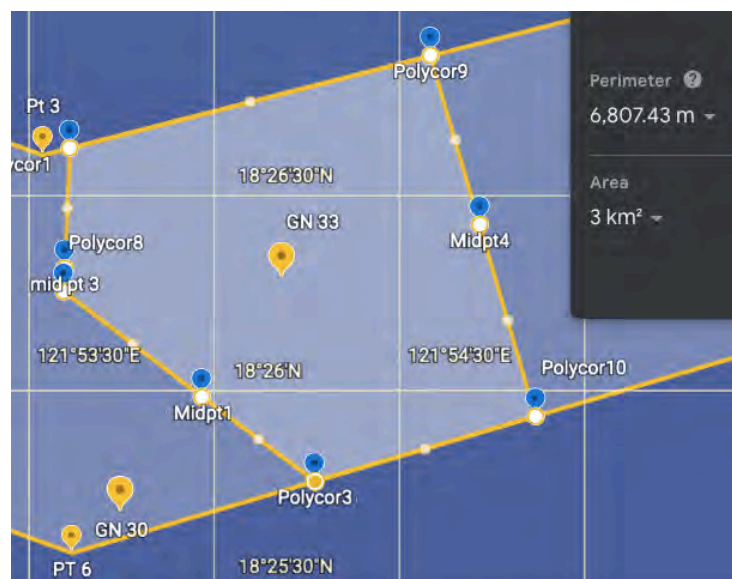 Polycor9
Perimeter ?
6,807.43 m
Pt 3
ycor1
18°26'30"N
Area
3 km²
GN 33
Midpt4
Polycor8
mid pt 3
121°53'30"E
18°26'N
121°54'30"E
Polycor10
Midpt1
Polycor3
GN 30
PT 6
18°25'30"N